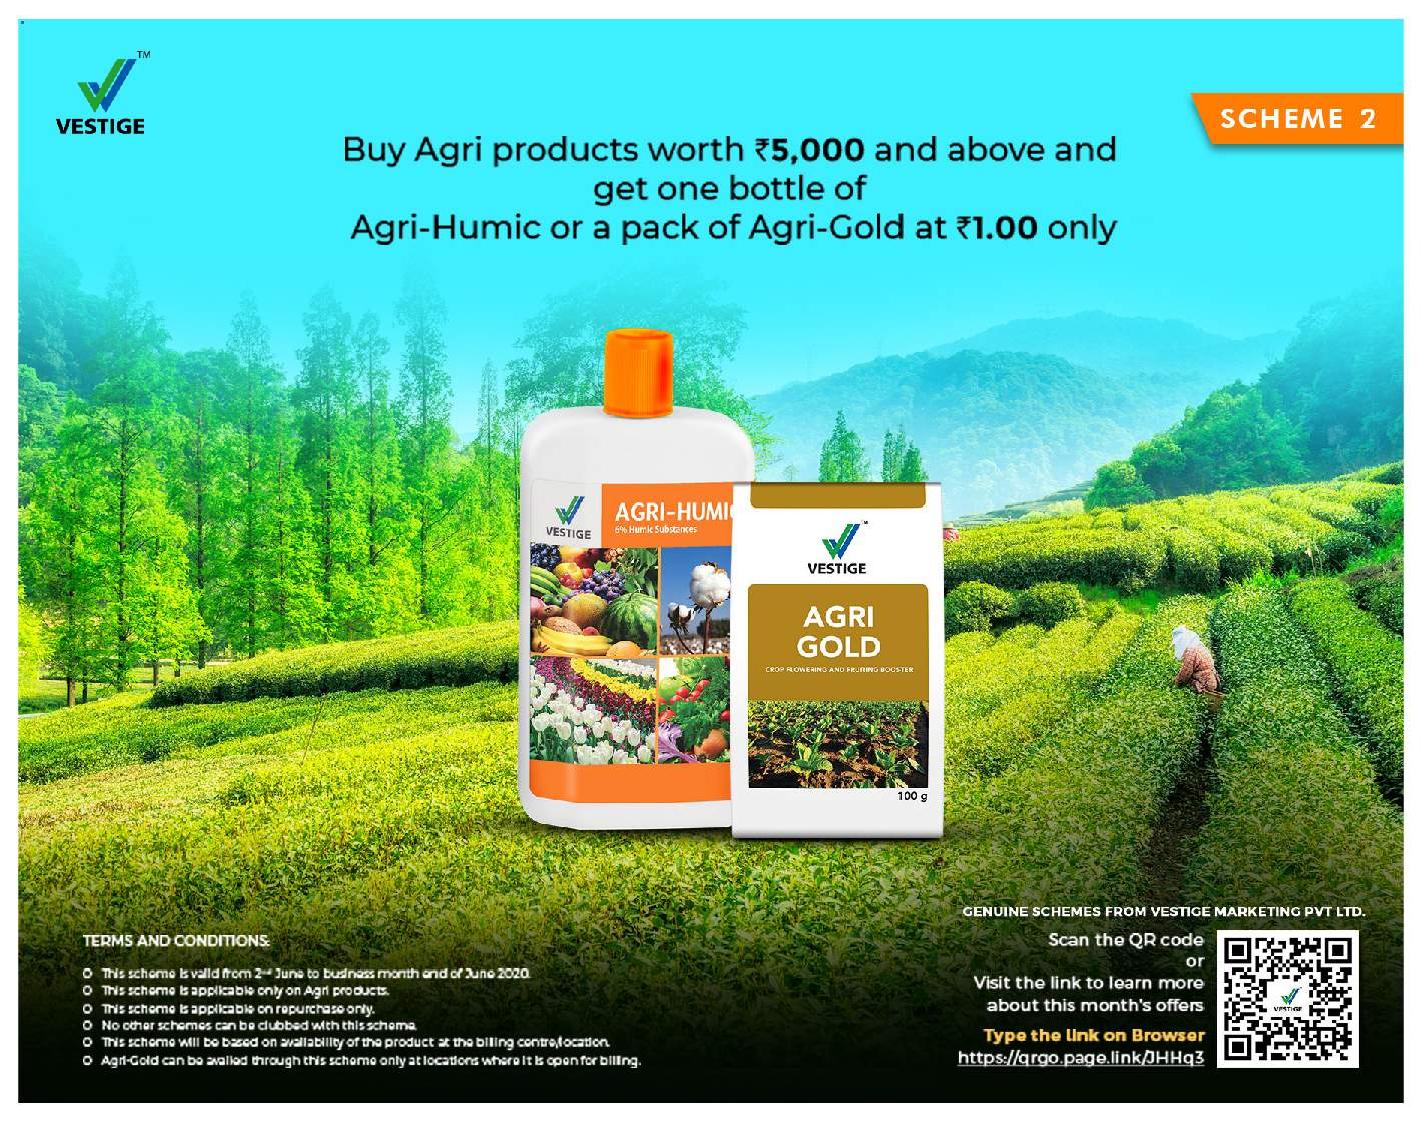 TM
VESTIGE
SCHEME 2
Buy Agri products worth ₹5,000 and above and
get one bottle of
Agri-Humic or a pack of Agri-Gold at ₹1.00 only
VESTIGE
AGRI-HUMIC
6% Humic Substances
TM
VESTIGE
AGRI
GOLD
CROP FLOWERING AND FRUITING BOOSTER
100 g
GENUINE SCHEMES FROM VESTIGE MARKETING PVT LTD.
TERMS AND CONDITIONS:
O This scheme is valid from 2nd June to business month end of June 2020.
O This scheme is applicable only on Agri products.
O This scheme is applicable on repurchase only.
O No other schemes can be clubbed with this scheme.
O This scheme will be based on availability of the product at the billing centre/location.
O Agri-Gold can be availed through this scheme only at locations where it is open for billing.
Scan the QR code
or
Visit the link to learn more
about this month's offers
Type the link on Browser
https://qrgo.page.link/JHHq3
VESTIGE